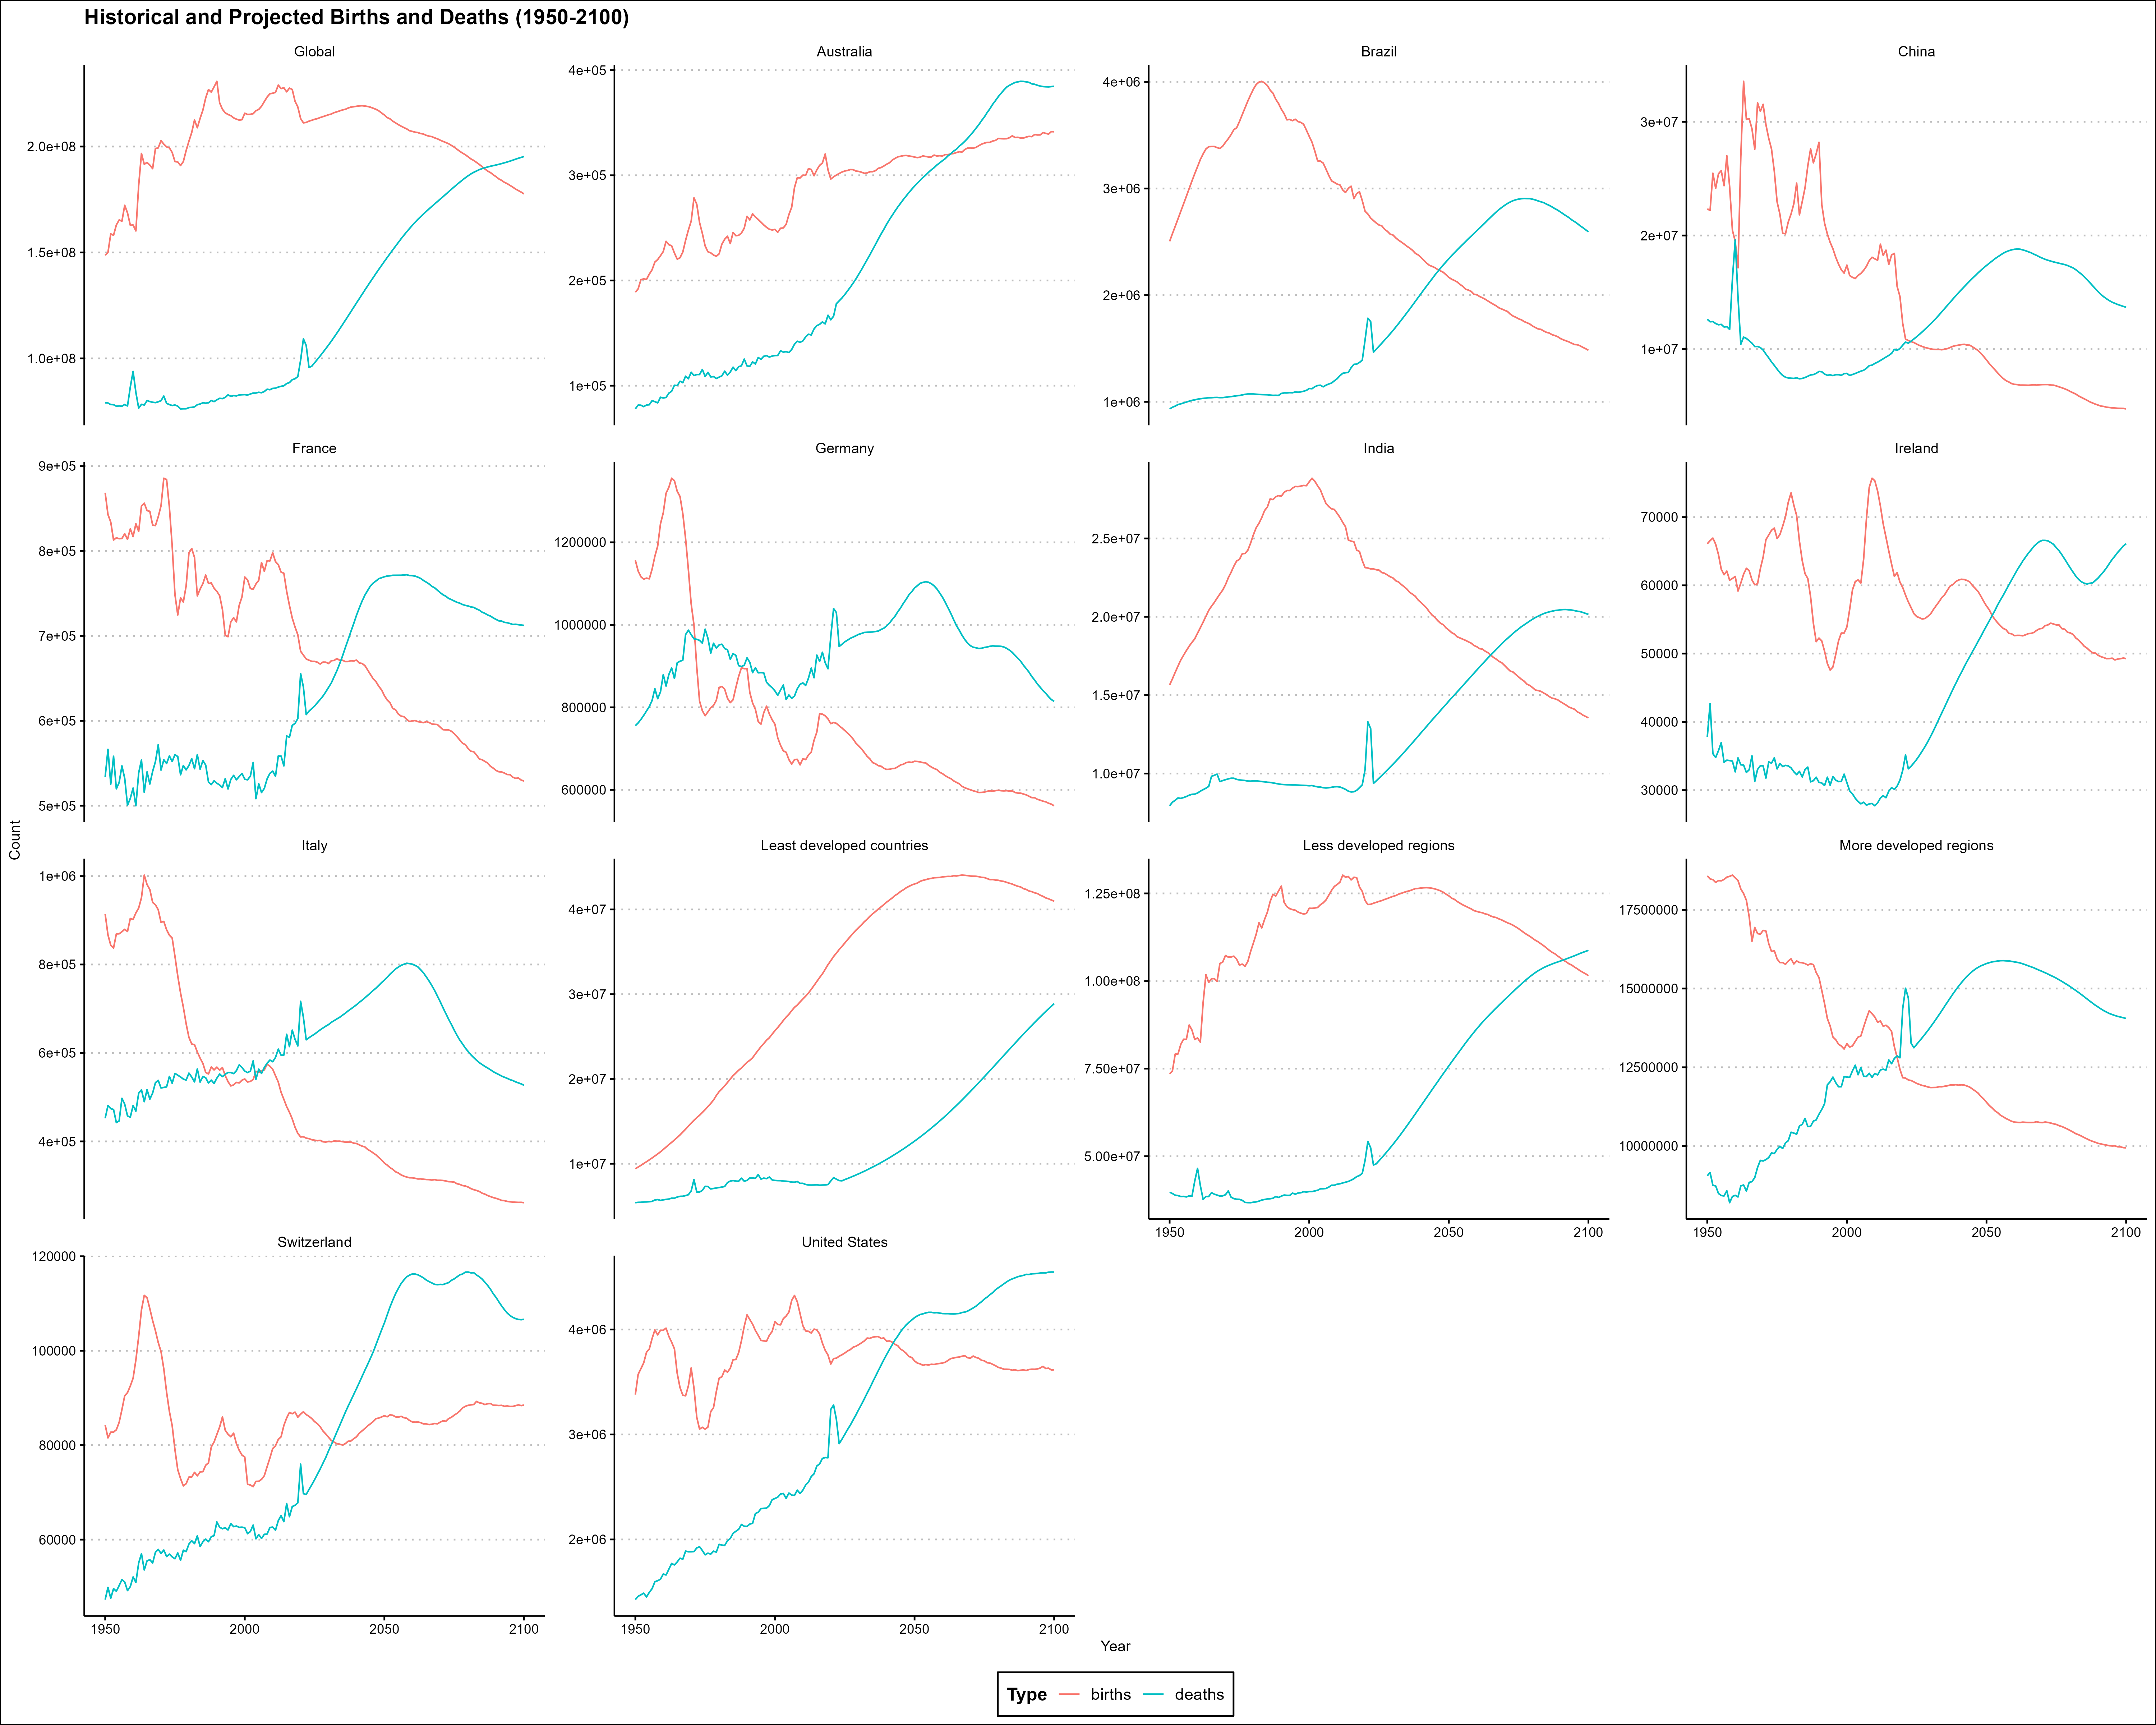 Historical and Projected Births and Deaths (1950-2100)
Global
Australia
Brazil
China
2.0e+08
1.5e+08
1.0e+08
4e+05
3e+05
2e+05
1e+05
4e+06
3e+06
2e+06
1e+06
3e+07
2e+07
1e+07
France
Germany
India
Ireland
9e+05
8e+05
7e+05
6e+05
5e+05
1200000
1000000
800000
600000
2.5e+07
2.0e+07
1.5e+07
1.0e+07
70000
60000
50000
40000
30000
Count
Italy
Least developed countries
Less developed regions
More developed regions
1e+06
8e+05
6e+05
4e+05
4e+07
3e+07
2e+07
1e+07
1.25e+08
1.00e+08
7.50e+07
5.00e+07
1950 2000 2050 2100
17500000
15000000
12500000
10000000
1950 2000 2050 2100
Switzerland
United States
120000
100000
80000
60000
1950 2000 2050 2100
4e+06
3e+06
2e+06
1950 2000 2050 2100
Year
Type births deaths